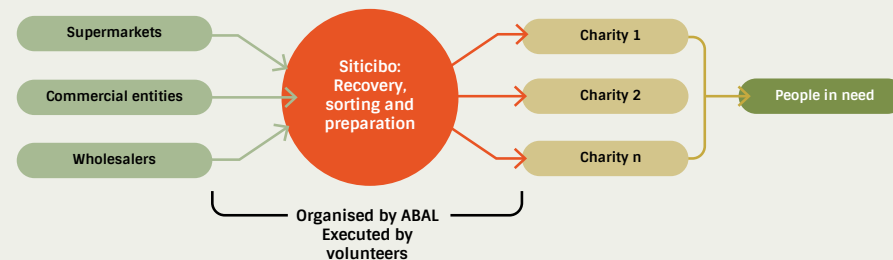 Supermarkets
Commercial entities
Wholesalers
Siticibo:
Recovery,
sorting and
preparation
Charity 1
Charity 2
Charity n
People in need
Organised by ABAL
Executed by
volunteers